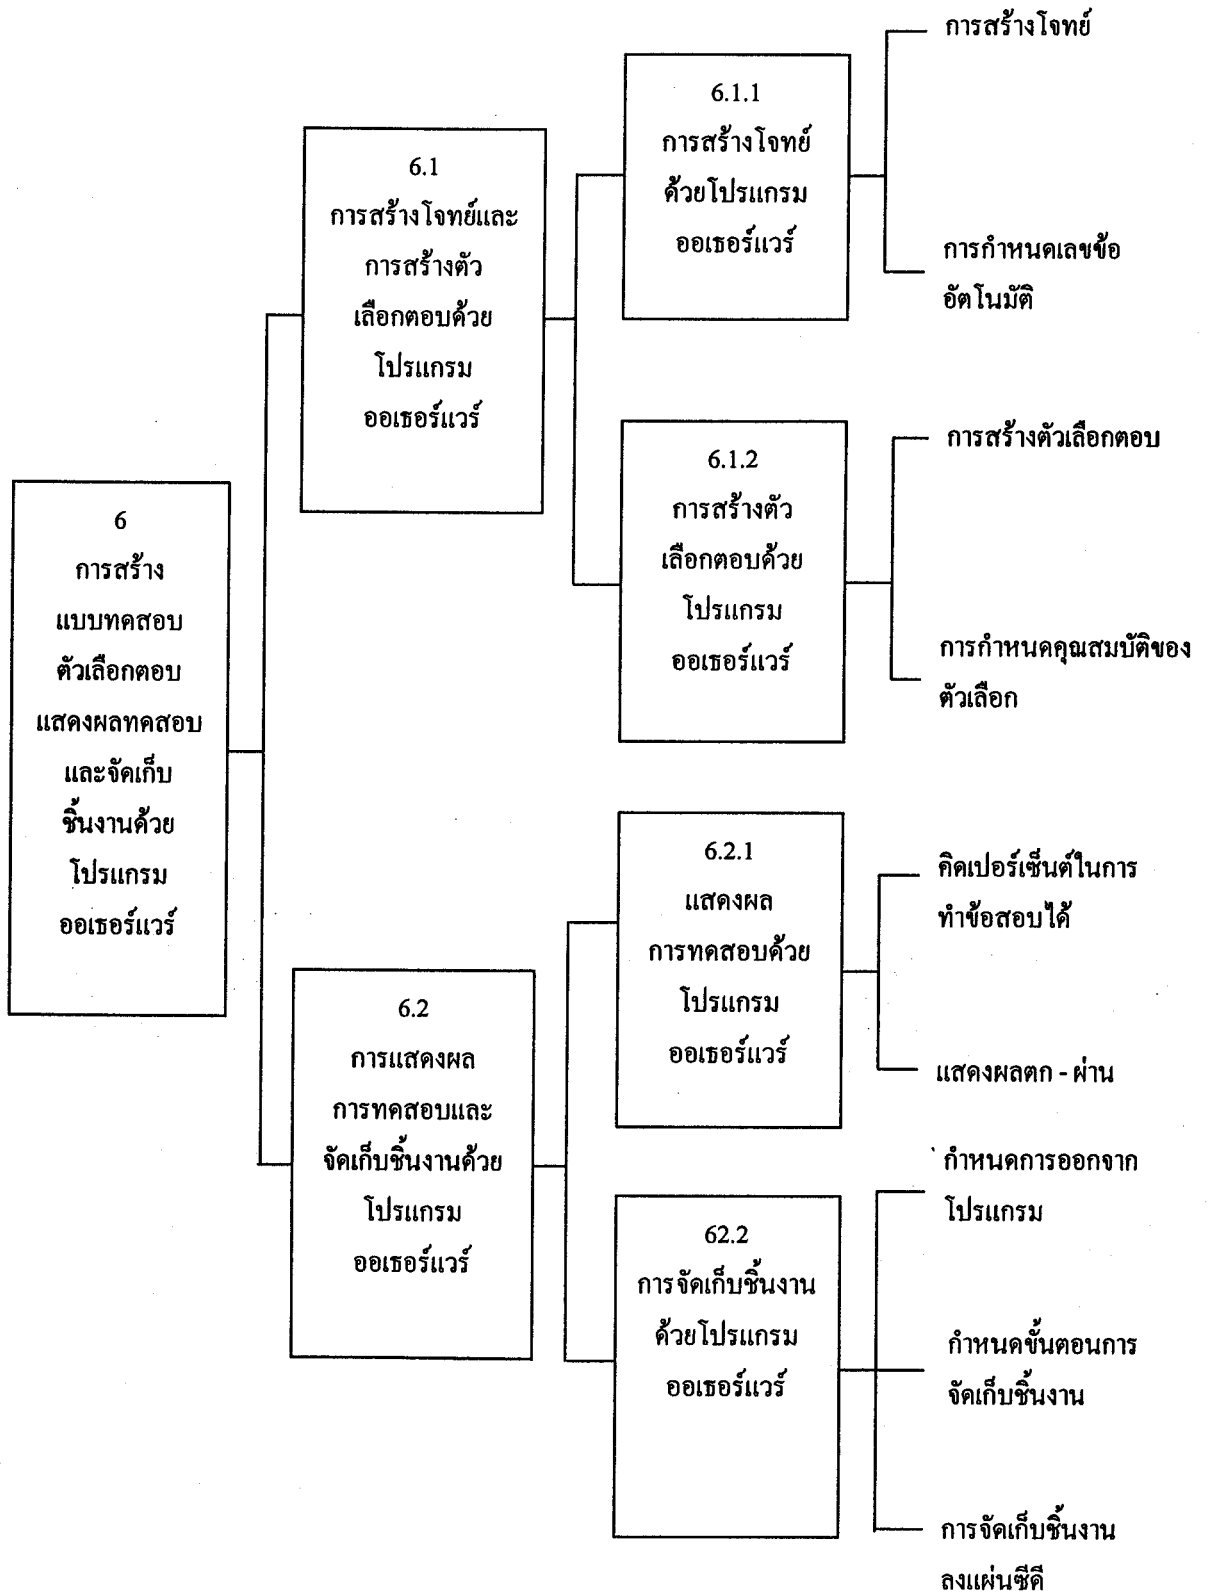 6
การสร้าง
แบบทดสอบ
ตัวเลือกตอบ
แสดงผลทดสอบ
และจัดเก็บ
ชิ้นงานด้วย
โปรแกรม
ออเธอร์แวร์
6.1
การสร้างโจทย์และ
การสร้างตัว
เลือกตอบด้วย
โปรแกรม
ออเธอร์แวร์
6.1.1
การสร้างโจทย์
ด้วยโปรแกรม
ออเธอร์แวร์
การสร้างโจทย์
การกำหนดเลขข้อ
อัตโนมัติ
6.1.2
การสร้างตัว
เลือกตอบด้วย
โปรแกรม
ออเธอร์แวร์
การสร้างตัวเลือกตอบ
การกำหนดคุณสมบัติของ
ตัวเลือก
6.2
การแสดงผล
การทดสอบและ
จัดเก็บชิ้นงานด้วย
โปรแกรม
ออเธอร์แวร์
6.2.1
แสดงผล
การทดสอบด้วย
โปรแกรม
ออเธอร์แวร์
คิดเปอร์เซ็นต์ในการ
ทำข้อสอบได้
แสดงผลตก - ผ่าน
62.2
การจัดเก็บชิ้นงาน
ด้วยโปรแกรม
ออเธอร์แวร์
กำหนดการออกจาก
โปรแกรม
กำหนดขั้นตอนการ
จัดเก็บชิ้นงาน
การจัดเก็บชิ้นงาน
ลงแผ่นซีดี